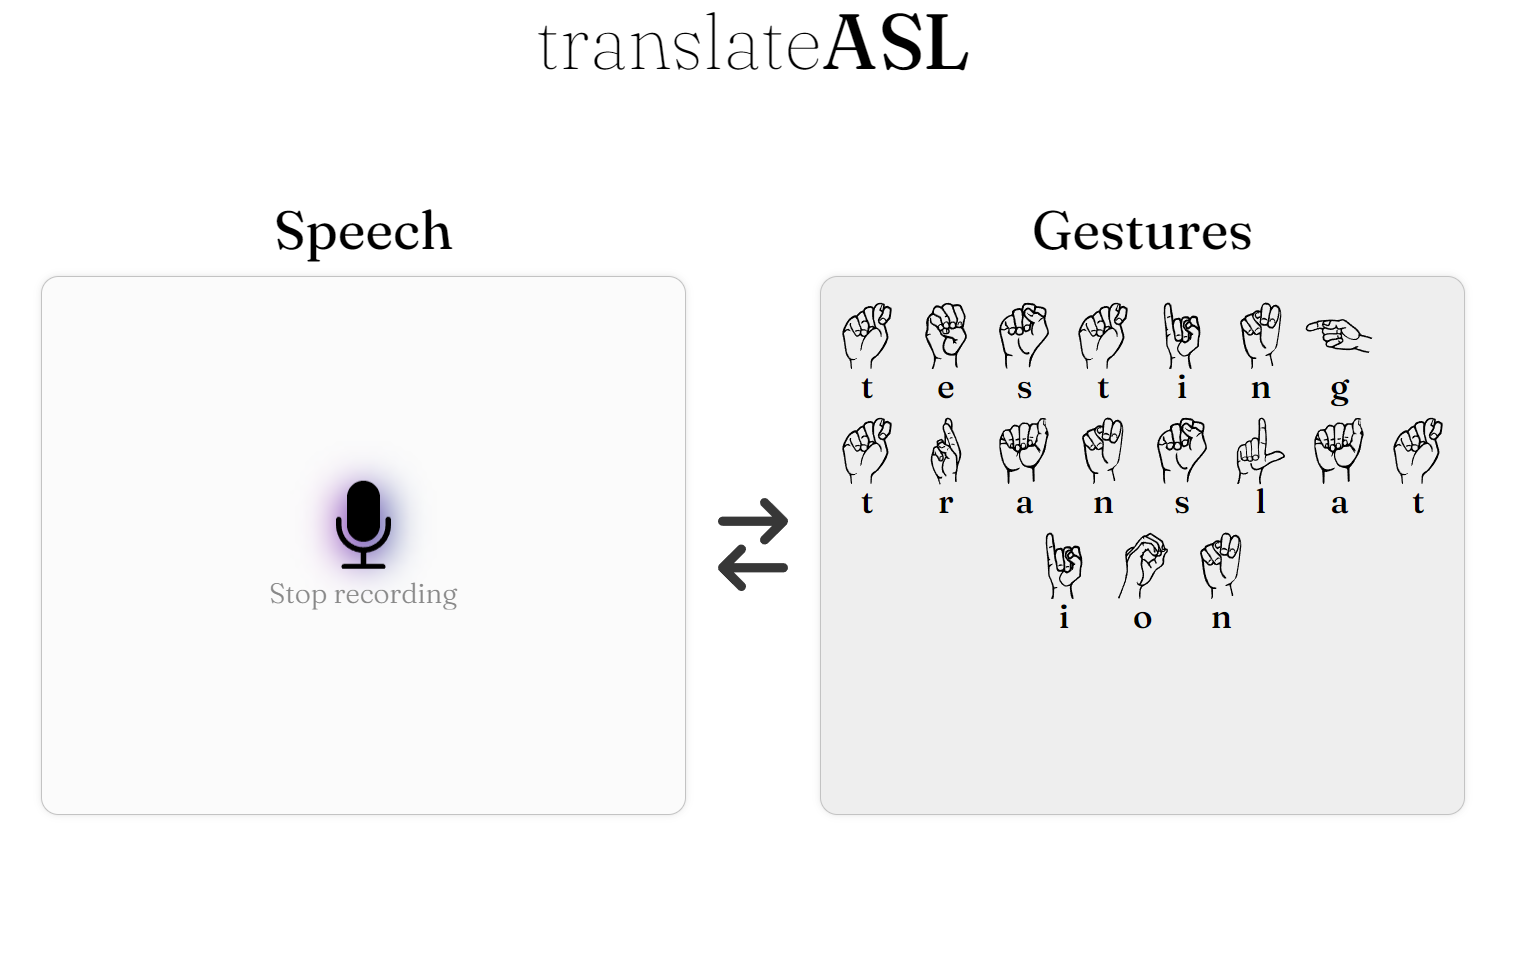 translateASL
Speech
Gestures
Stop recording
t e s t i n g
t r a n s l a t
i o n